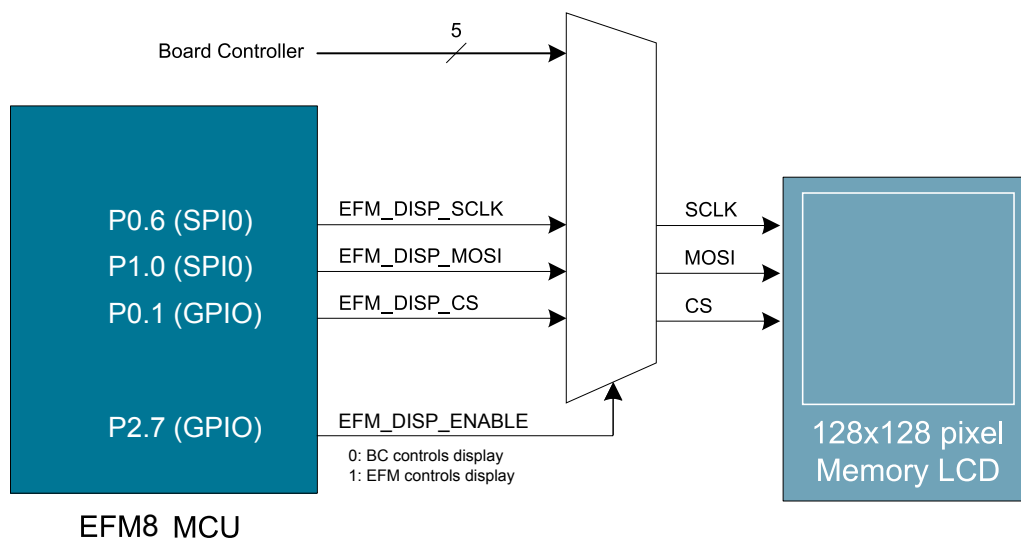 5
Board Controller
P0.6 (SPI0)
EFM_DISP_SCLK
SCLK
P1.0 (SPI0)
EFM_DISP_MOSI
MOSI
P0.1 (GPIO)
EFM_DISP_CS
CS
P2.7 (GPIO)
EFM_DISP_ENABLE
0: BC controls display
1: EFM controls display
128x128 pixel
Memory LCD
EFM8 MCU